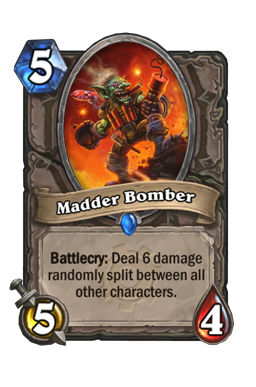 5
Madder Bomber
Battlecry: Deal 6 damage
randomly split between all
other characters.
5
4